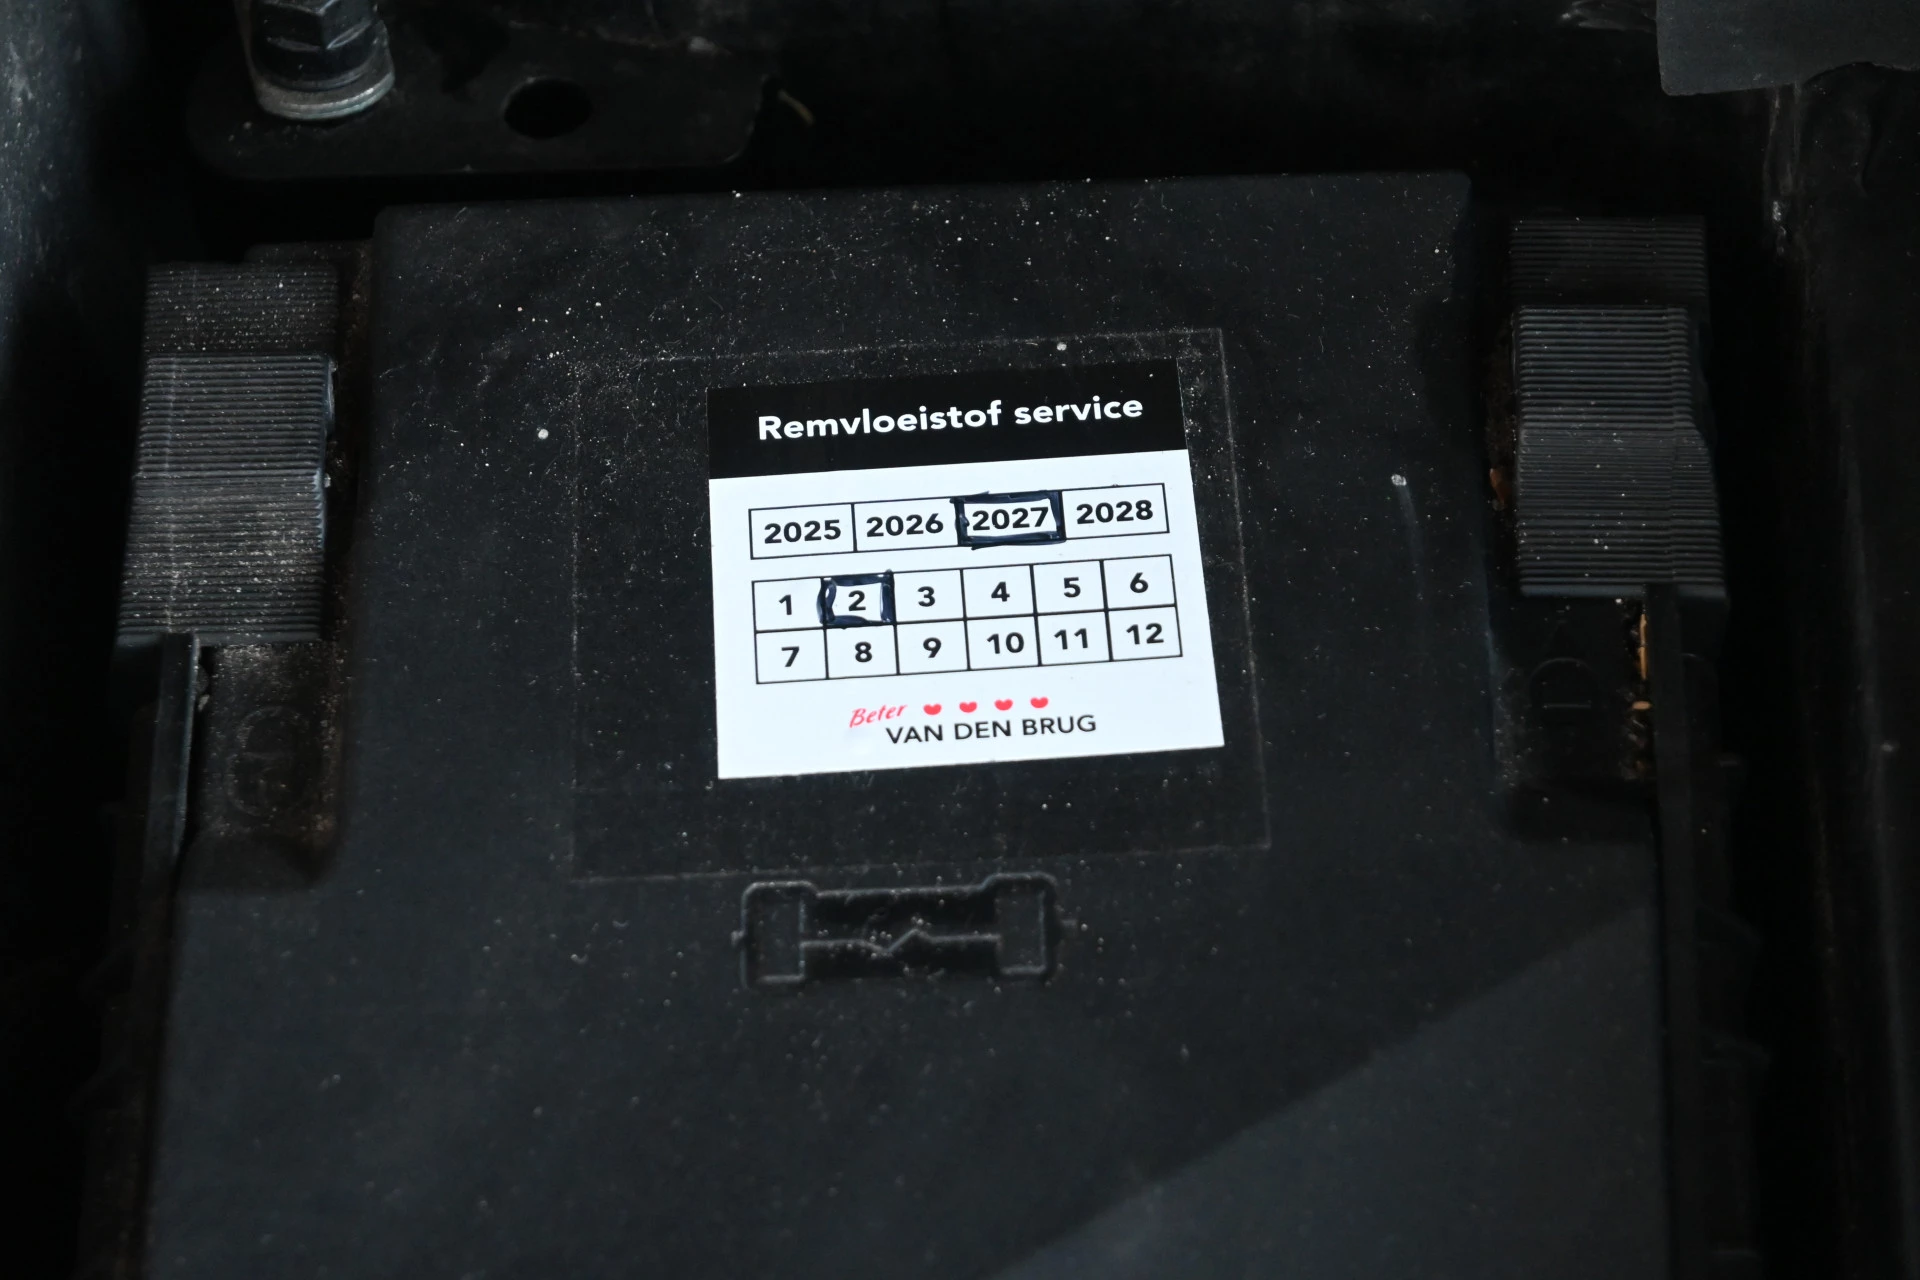 Remvloeistof service
2025 2026 2027 2028
1 2 3 4 5 6
7 8 9 10 11 12
Beter
VAN DEN BRUG